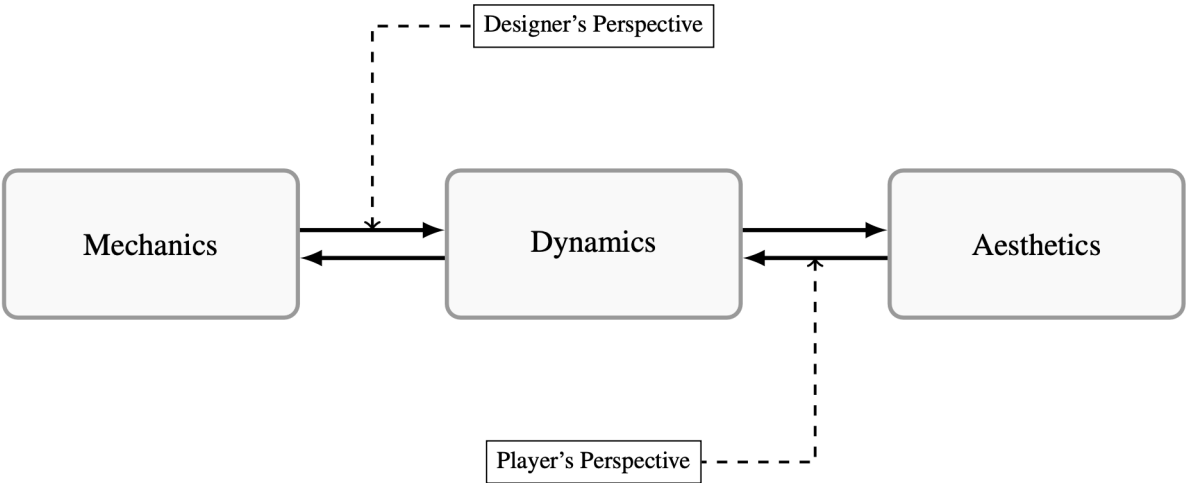 Designer’s Perspective
Mechanics
Dynamics
Aesthetics
Player’s Perspective